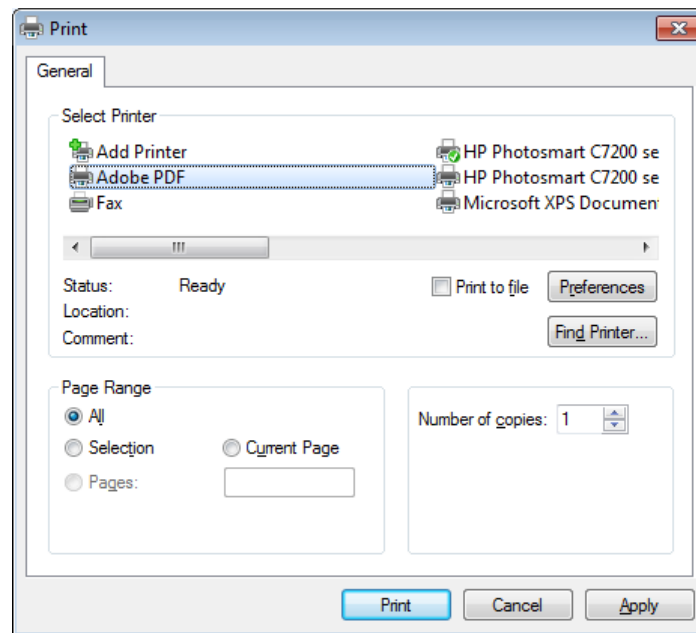 Print
General
Select Printer
Add Printer
HP Photosmart C7200 se
Adobe PDF
HP Photosmart C7200 se
Fax
Microsoft XPS Documen
Status: Ready
Print to file
Preferences
Location:
Comment:
Find Printer...
Page Range
All
Selection
Current Page
Pages:
Number of copies: 1
Print
Cancel
Apply